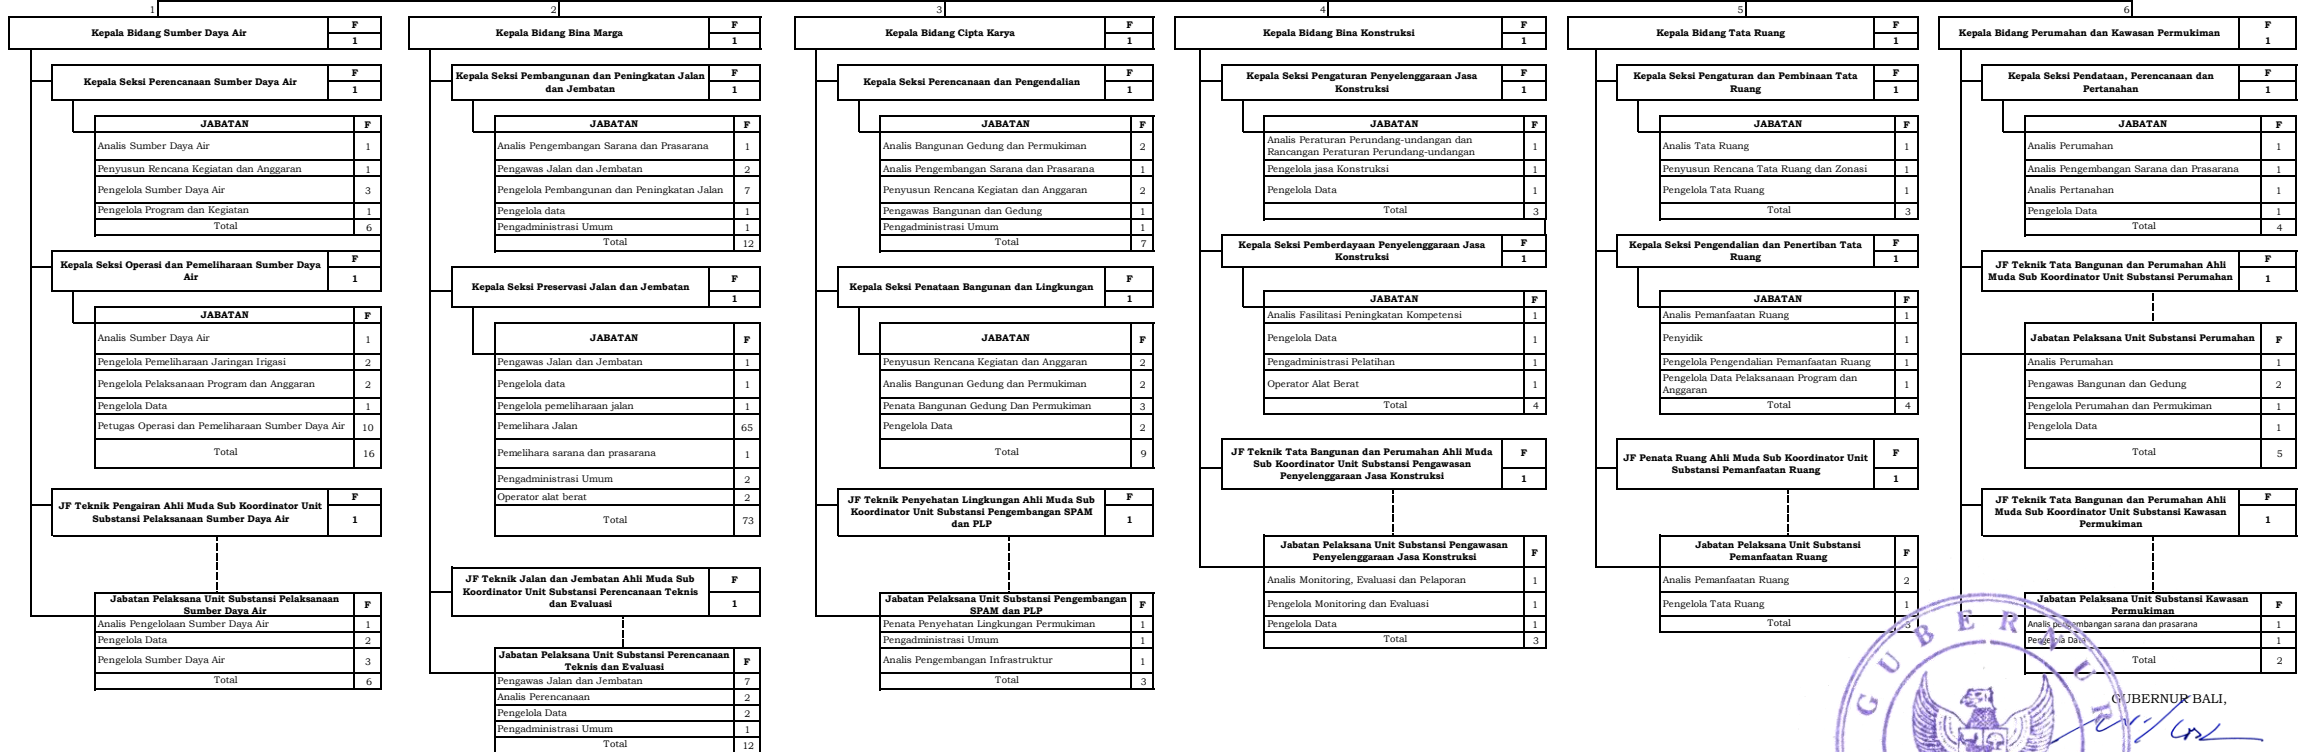 1
Kepala Bidang Sumber Daya Air
F
1
Kepala Seksi Perencanaan Sumber Daya Air
F
1
JABATAN F
Analis Sumber Daya Air 1
Penyusun Rencana Kegiatan dan Anggaran 1
Pengelola Sumber Daya Air 3
Pengelola Program dan Kegiatan 1
Total 6
Kepala Seksi Operasi dan Pemeliharaan Sumber Daya
Air
F
1
JABATAN F
Analis Sumber Daya Air 1
Pengelola Pemeliharaan Jaringan Irigasi 2
Pengelola Pelaksanaan Program dan Anggaran 2
Pengelola Data 1
Petugas Operasi dan Pemeliharaan Sumber Daya Air 10
Total 16
JF Teknik Pengairan Ahli Muda Sub Koordinator Unit
Substansi Pelaksanaan Sumber Daya Air
F
1
Jabatan Pelaksana Unit Substansi Pelaksanaan
Sumber Daya Air
F
Analis Pengelolaan Sumber Daya Air 1
Pengelola Data 2
Pengelola Sumber Daya Air 3
Total 6
2
Kepala Bidang Bina Marga
F
1
Kepala Seksi Pembangunan dan Peningkatan Jalan
dan Jembatan
F
1
JABATAN F
Analis Pengembangan Sarana dan Prasarana 1
Pengawas Jalan dan Jembatan 2
Pengelola Pembangunan dan Peningkatan Jalan 7
Pengelola data 1
Pengadministrasi Umum 1
Total 12
Kepala Seksi Preservasi Jalan dan Jembatan
F
1
JABATAN F
Pengawas Jalan dan Jembatan 1
Pengelola data 1
Pengelola pemeliharaan jalan 1
Pemelihara Jalan 65
Pemelihara sarana dan prasarana 1
Pengadministrasi Umum 2
Operator alat berat 2
Total 73
JF Teknik Jalan dan Jembatan Ahli Muda Sub
Koordinator Unit Substansi Perencanaan Teknis
dan Evaluasi
F
1
Jabatan Pelaksana Unit Substansi Perencanaan
Teknis dan Evaluasi
F
Pengawas Jalan dan Jembatan 7
Analis Perencanaan 2
Pengelola Data 2
Pengadministrasi Umum 1
Total 12
3
Kepala Bidang Cipta Karya
F
1
Kepala Seksi Perencanaan dan Pengendalian
F
1
JABATAN F
Analis Bangunan Gedung dan Permukiman 2
Analis Pengembangan Sarana dan Prasarana 1
Penyusun Rencana Kegiatan dan Anggaran 2
Pengawas Bangunan dan Gedung 1
Pengadministrasi Umum 1
Total 7
Kepala Seksi Penataan Bangunan dan Lingkungan
F
1
JABATAN F
Penyusun Rencana Kegiatan dan Anggaran 2
Analis Bangunan Gedung dan Permukiman 2
Penata Bangunan Gedung Dan Permukiman 3
Pengelola Data 2
Total 9
JF Teknik Penyehatan Lingkungan Ahli Muda Sub
Koordinator Unit Substansi Pengembangan SPAM
dan PLP
F
1
Jabatan Pelaksana Unit Substansi Pengembangan
SPAM dan PLP
F
Penata Penyehatan Lingkungan Permukiman 1
Pengadministrasi Umum 1
Analis Pengembangan Infrastruktur 1
Total 3
4
Kepala Bidang Bina Konstruksi
F
1
Kepala Seksi Pengaturan Penyelenggaraan Jasa
Konstruksi
F
1
JABATAN F
Analis Peraturan Perundang-undangan dan
Rancangan Peraturan Perundang-undangan 1
Pengelola jasa Konstruksi 1
Pengelola Data 1
Total 3
Kepala Seksi Pemberdayaan Penyelenggaraan Jasa
Konstruksi
F
1
JABATAN F
Analis Fasilitasi Peningkatan Kompetensi 1
Pengelola Data 1
Pengadministrasi Pelatihan 1
Operator Alat Berat 1
Total 4
JF Teknik Tata Bangunan dan Perumahan Ahli Muda
Sub Koordinator Unit Substansi Pengawasan
Penyelenggaraan Jasa Konstruksi
F
1
Jabatan Pelaksana Unit Substansi Pengawasan
Penyelenggaraan Jasa Konstruksi
F
Analis Monitoring, Evaluasi dan Pelaporan 1
Pengelola Monitoring dan Evaluasi 1
Pengelola Data 1
Total 3
5
Kepala Bidang Tata Ruang
F
1
Kepala Seksi Pengaturan dan Pembinaan Tata
Ruang
F
1
JABATAN F
Analis Tata Ruang 1
Penyusun Rencana Tata Ruang dan Zonasi 1
Pengelola Tata Ruang 1
Total 3
Kepala Seksi Pengendalian dan Penertiban Tata
Ruang
F
1
JABATAN F
Analis Pemanfaatan Ruang 1
Penyidik 1
Pengelola Pengendalian Pemanfaatan Ruang 1
Pengelola Data Pelaksanaan Program dan
Anggaran 1
Total 4
JF Penata Ruang Ahli Muda Sub Koordinator Unit
Substansi Pemanfaatan Ruang
F
1
Jabatan Pelaksana Unit Substansi
Pemanfaatan Ruang
F
Analis Pemanfaatan Ruang 2
Pengelola Tata Ruang 1
Total 3
6
Kepala Bidang Perumahan dan Kawasan Permukiman
F
1
Kepala Seksi Pendataan, Perencanaan dan
Pertanahan
F
1
JABATAN F
Analis Perumahan 1
Analis Pengembangan Sarana dan Prasarana 1
Analis Pertanahan 1
Pengelola Data 1
Total 4
JF Teknik Tata Bangunan dan Perumahan Ahli
Muda Sub Koordinator Unit Substansi Perumahan
F
1
Jabatan Pelaksana Unit Substansi Perumahan F
Analis Perumahan 1
Pengawas Bangunan dan Gedung 2
Pengelola Perumahan dan Permukiman 1
Pengelola Data 1
Total 5
JF Teknik Tata Bangunan dan Perumahan Ahli
Muda Sub Koordinator Unit Substansi Kawasan
Permukiman
F
1
Jabatan Pelaksana Unit Substansi Kawasan
Permukiman
F
Analis pengembangan sarana dan prasarana 1
Pengelola Data 1
Total 2
GUBERNUR BALI,
GUBERNUR